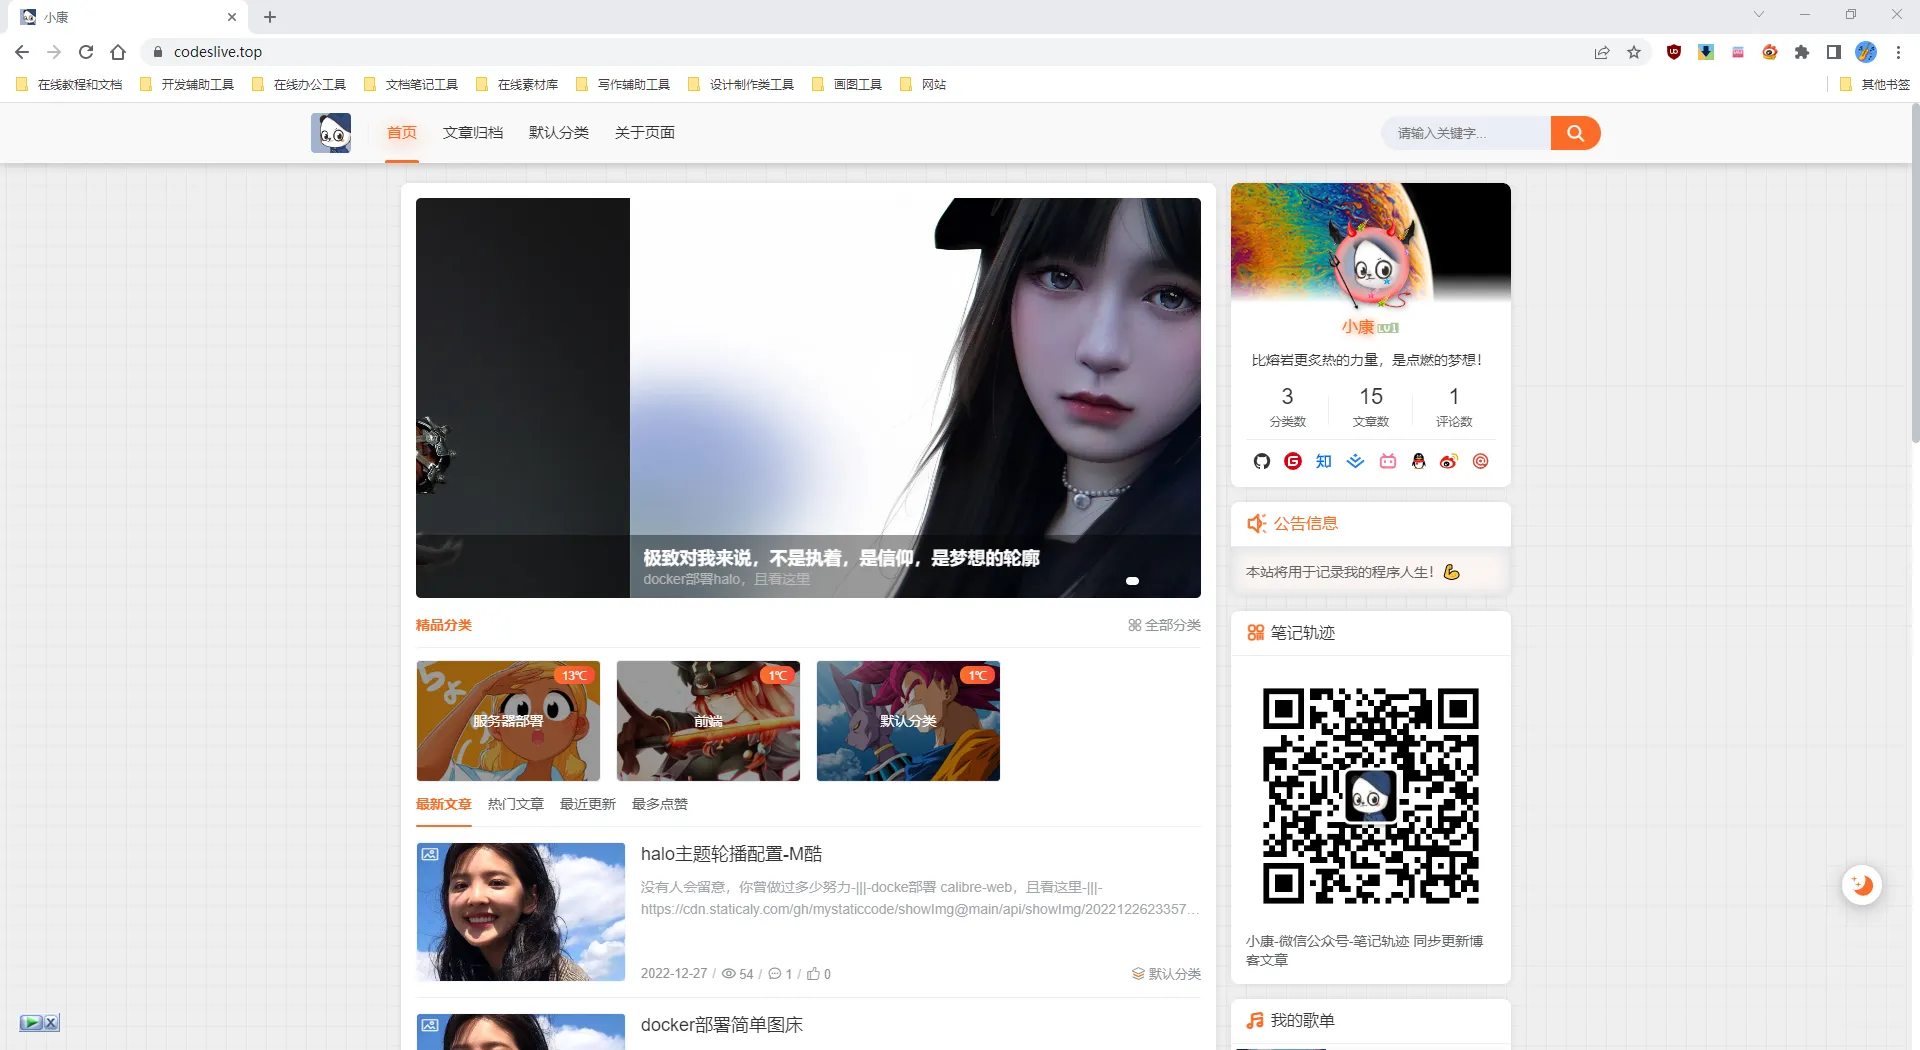 小康
codeslive.top
在线教程和文档 开发辅助工具 在线办公工具 文档笔记工具 在线素材库 写作辅助工具 设计制作类工具 画图工具 网站 其他书签
首页 文章归档 默认分类 关于页面 请输入关键字...
极致对我来说，不是执着，是信仰，是梦想的轮廓
docker部署halo，且看这里
精品分类 全部分类
13℃ 1℃ 1℃
服务器部署 前端 默认分类
ちょ
最新文章 热门文章 最近更新 最多点赞
halo主题轮播配置-M酷
没有人会留意，你曾做过多少努力-|||-docke部署 calibre-web，且看这里-|||-
https://cdn.staticaly.com/gh/mystaticcode/showImg@main/api/showImg/2022122623357...
2022-12-27 / 54 / 1 / 0 默认分类
docker部署简单图床
小康 LV1
比熔岩更炙热的力量，是点燃的梦想！
3 15 1
分类数 文章数 评论数
知
公告信息
本站将用于记录我的程序人生！💪
笔记轨迹
小康-微信公众号-笔记轨迹 同步更新博
客文章
我的歌单